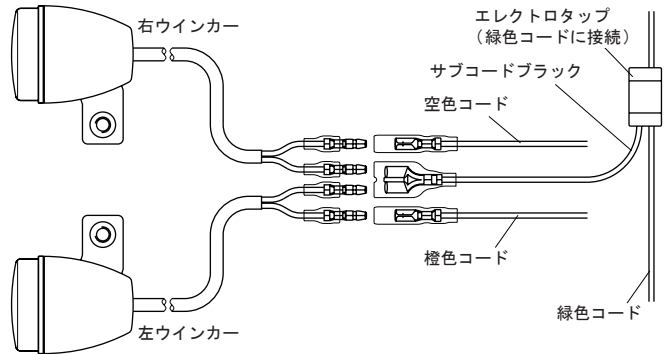 右ウインカー
エレクトロタップ
（緑色コードに接続）
サブコードブラック
空色コード
橙色コード
緑色コード
左ウインカー